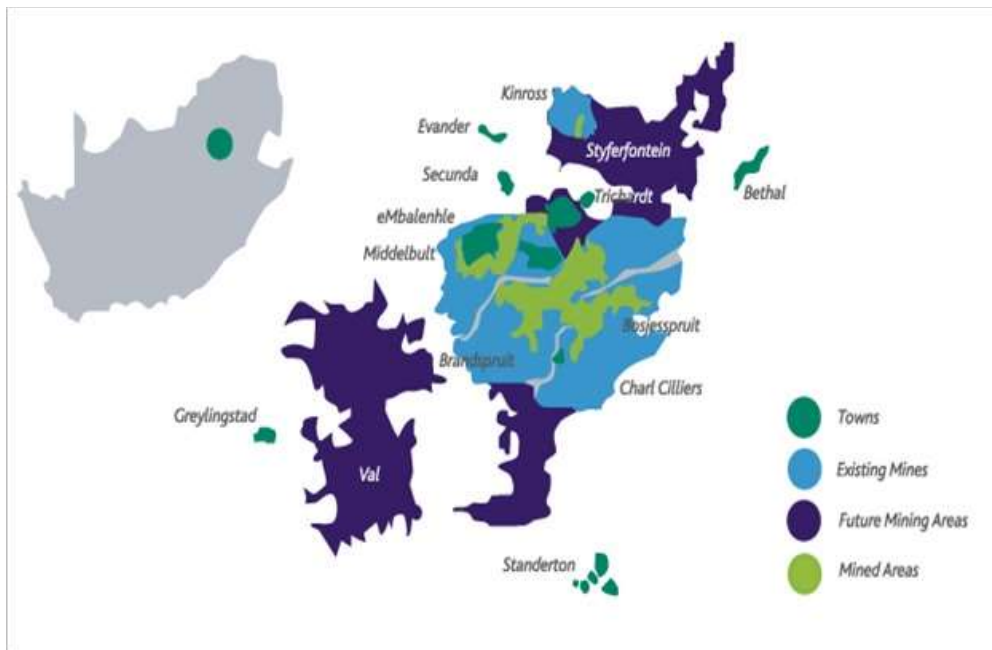 Kinross
Evander
Styferfontein
Secunda
Trichardt
Bethal
eMbalenhle
Middelbult
Bosjesspruit
Brandspruit
Charl Cilliers
Greylingstad
Val
Standerton
Towns
Existing Mines
Future Mining Areas
Mined Areas